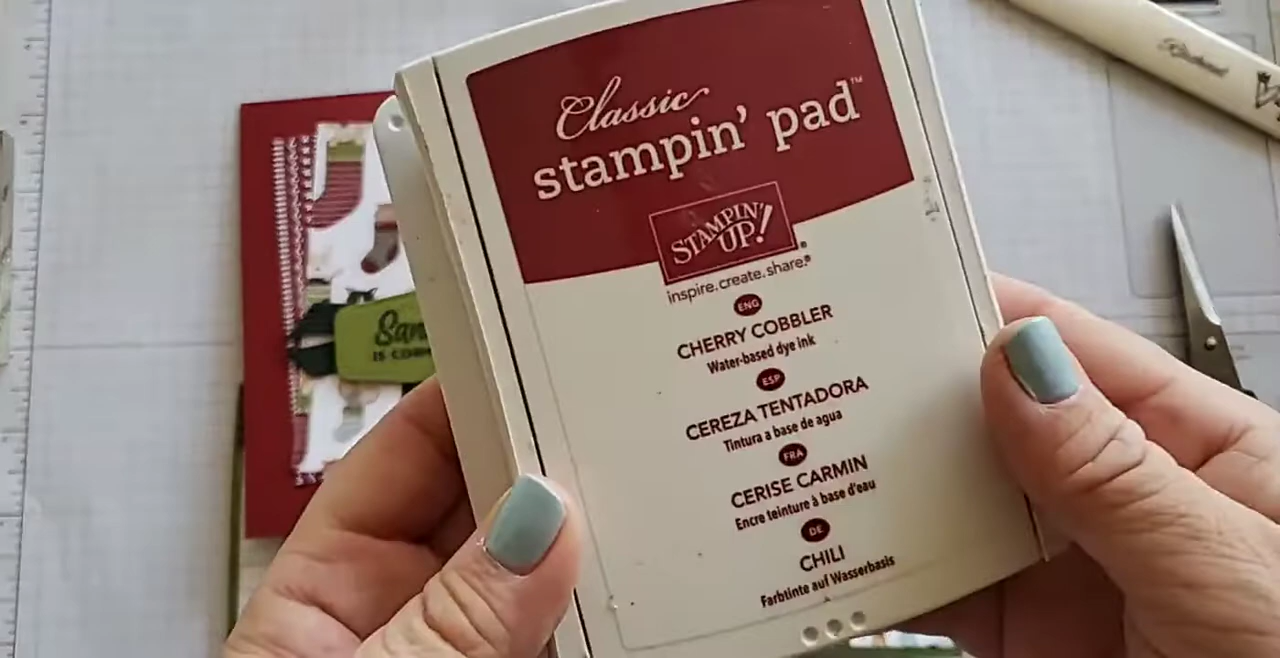 Classic
stampin' pad™
STAMPIN'
UP!®
inspire.create.share.®
ENG
CHERRY COBBLER
Water-based dye ink
ESP
CEREZA TENTADORA
Tintura a base de agua
FRA
CERISE CARMIN
Encre teinture à base d'eau
DE
CHILI
Farbtinte auf Wasserbasis